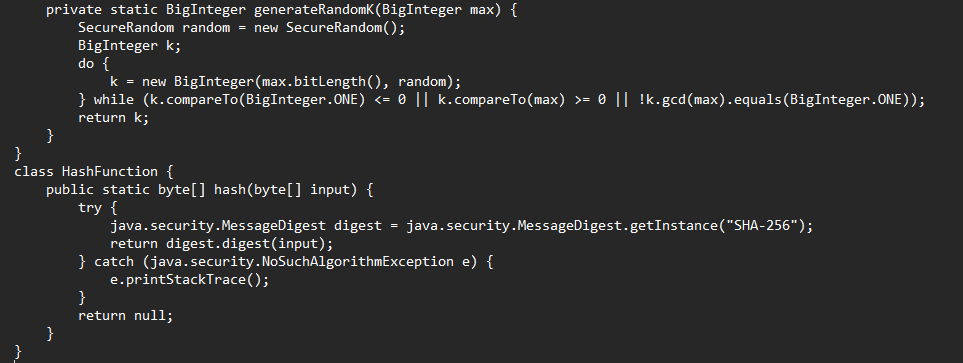 private static BigInteger generateRandomK(BigInteger max) {
        SecureRandom random = new SecureRandom();
        BigInteger k;
        do {
            k = new BigInteger(max.bitLength(), random);
        } while (k.compareTo(BigInteger.ONE) <= 0 || k.compareTo(max) >= 0 || !k.gcd(max).equals(BigInteger.ONE));
        return k;
    }
}
class HashFunction {
    public static byte[] hash(byte[] input) {
        try {
            java.security.MessageDigest digest = java.security.MessageDigest.getInstance("SHA-256");
            return digest.digest(input);
        } catch (java.security.NoSuchAlgorithmException e) {
            e.printStackTrace();
        }
        return null;
    }
}